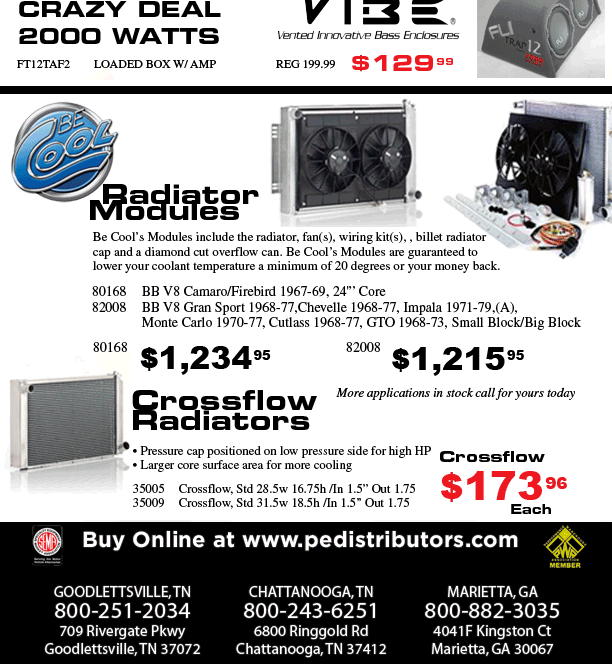 CRAZY DEAL
2000 WATTS
VIBE®
Vented Innovative Bass Enclosures
FT12TAF2 LOADED BOX W/ AMP REG 199.99 $129 99
FLI
TRAP 12
BE COOL INC.
Radiator
Modules
Be Cool’s Modules include the radiator, fan(s), wiring kit(s), , billet radiator
cap and a diamond cut overflow can. Be Cool’s Modules are guaranteed to
lower your coolant temperature a minimum of 20 degrees or your money back.
80168 BB V8 Camaro/Firebird 1967-69, 24"’ Core
82008 BB V8 Gran Sport 1968-77,Chevelle 1968-77, Impala 1971-79,(A),
Monte Carlo 1970-77, Cutlass 1968-77, GTO 1968-73, Small Block/Big Block
80168 $1,234 95 82008 $1,215 95
More applications in stock call for yours today
Crossflow
Radiators
• Pressure cap positioned on low pressure side for high HP
• Larger core surface area for more cooling
Crossflow
$173 96
Each
35005 Crossflow, Std 28.5w 16.75h /In 1.5” Out 1.75
35009 Crossflow, Std 31.5w 18.5h /In 1.5” Out 1.75
SEMA
Buy Online at www.pedistributors.com
PWA
ASSOCIATION
MEMBER
GOODLETTSVILLE, TN
800-251-2034
709 Rivergate Pkwy
Goodlettsville, TN 37072
CHATTANOOGA, TN
800-243-6251
6800 Ringgold Rd
Chattanooga, TN 37412
MARIETTA, GA
800-882-3035
4041F Kingston Ct
Marietta, GA 30067